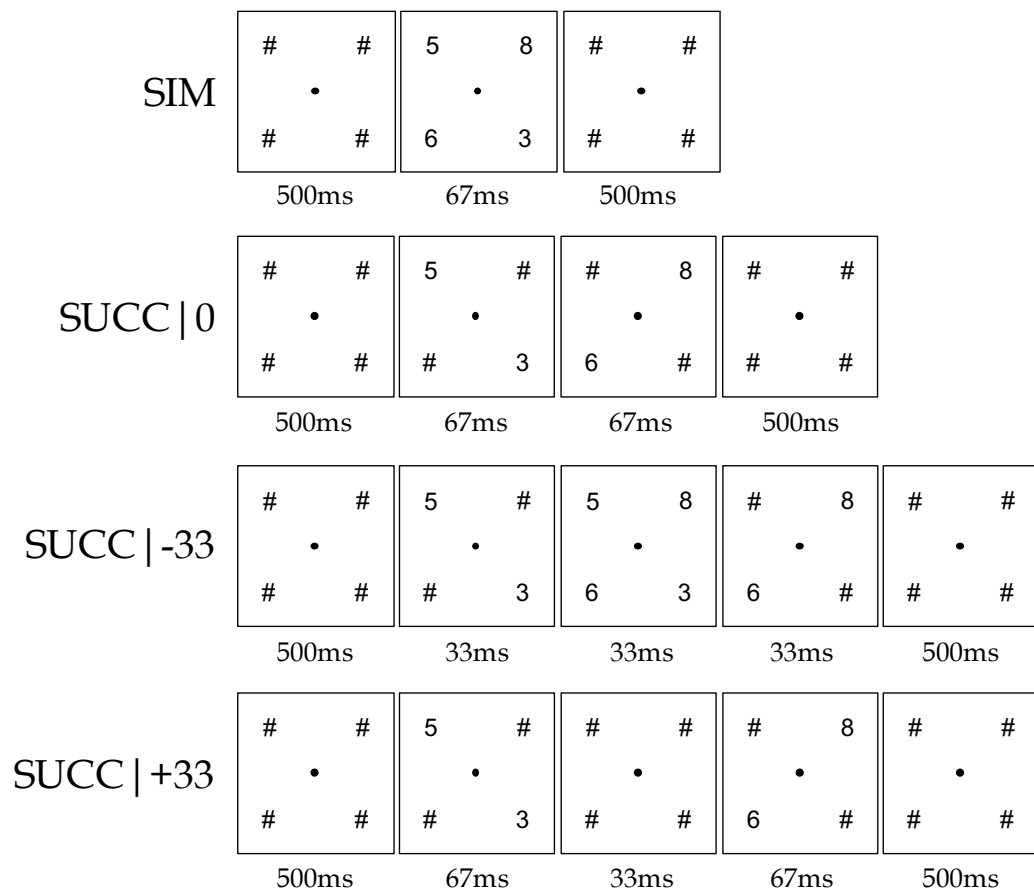 # # 5 8 # #
SIM
# # 6 3 # #
500ms 67ms 500ms
# # 5 # # 8 # #
SUCC|0
# # # 3 6 # # #
500ms 67ms 67ms 500ms
# # 5 # 5 8 # 8 # #
SUCC|-33
# # # 3 6 3 6 # # #
500ms 33ms 33ms 33ms 500ms
# # 5 # # # # 8 # #
SUCC|+33
# # # 3 # # 6 # # #
500ms 67ms 33ms 67ms 500ms